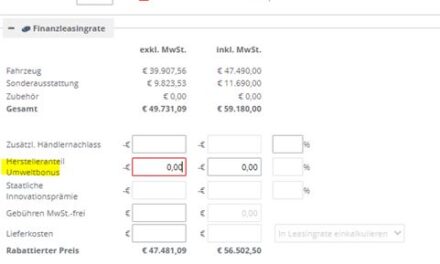 Finanzleasingrate
exkl. MwSt. inkl. MwSt.
Fahrzeug € 39.907,56 € 47.490,00
Sonderausstattung € 9.823,53 € 11.690,00
Zubehör € 0,00 € 0,00
Gesamt € 49.731,09 € 59.180,00
Zusätzl. Händlernachlass -€ -€ %
Herstelleranteil
Umweltbonus -€ 0,00 -€ 0,00 %
Staatliche
Innovationsprämie -€ -€
Gebühren MwSt.-frei € € 0,00
Lieferkosten € € In Leasingrate einkalkulieren
Rabattierter Preis € 47.481,09 € 56.502,50